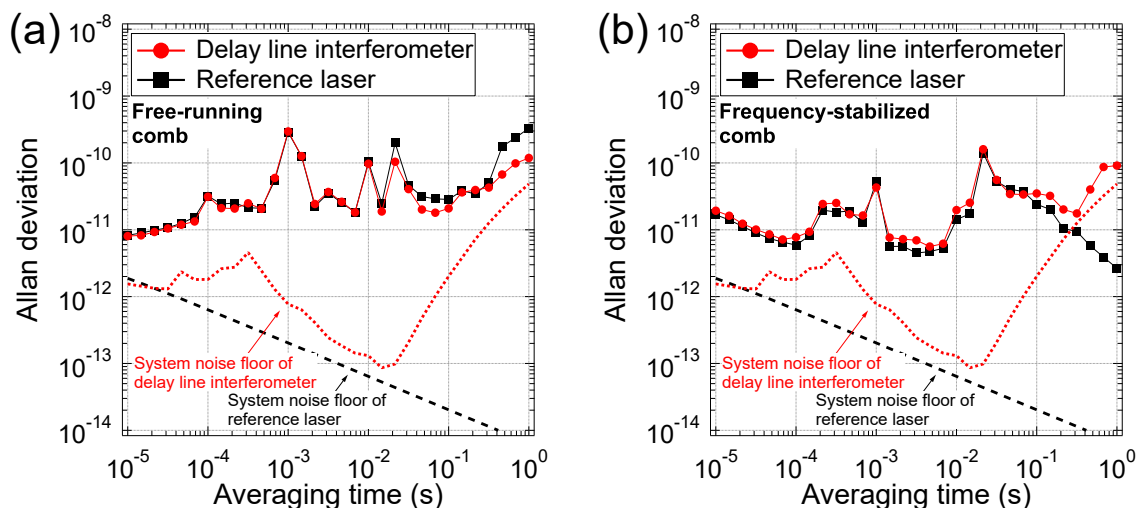 (a)
10^-8
10^-9
10^-10
10^-11
10^-12
10^-13
10^-14
Allan deviation
Delay line interferometer
Reference laser
Free-running
comb
System noise floor of
delay line interferometer
System noise floor of
reference laser
10^-5 10^-4 10^-3 10^-2 10^-1 10^0
Averaging time (s)
(b)
10^-8
10^-9
10^-10
10^-11
10^-12
10^-13
10^-14
Allan deviation
Delay line interferometer
Reference laser
Frequency-stabilized
comb
System noise floor of
delay line interferometer
System noise floor of
reference laser
10^-5 10^-4 10^-3 10^-2 10^-1 10^0
Averaging time (s)